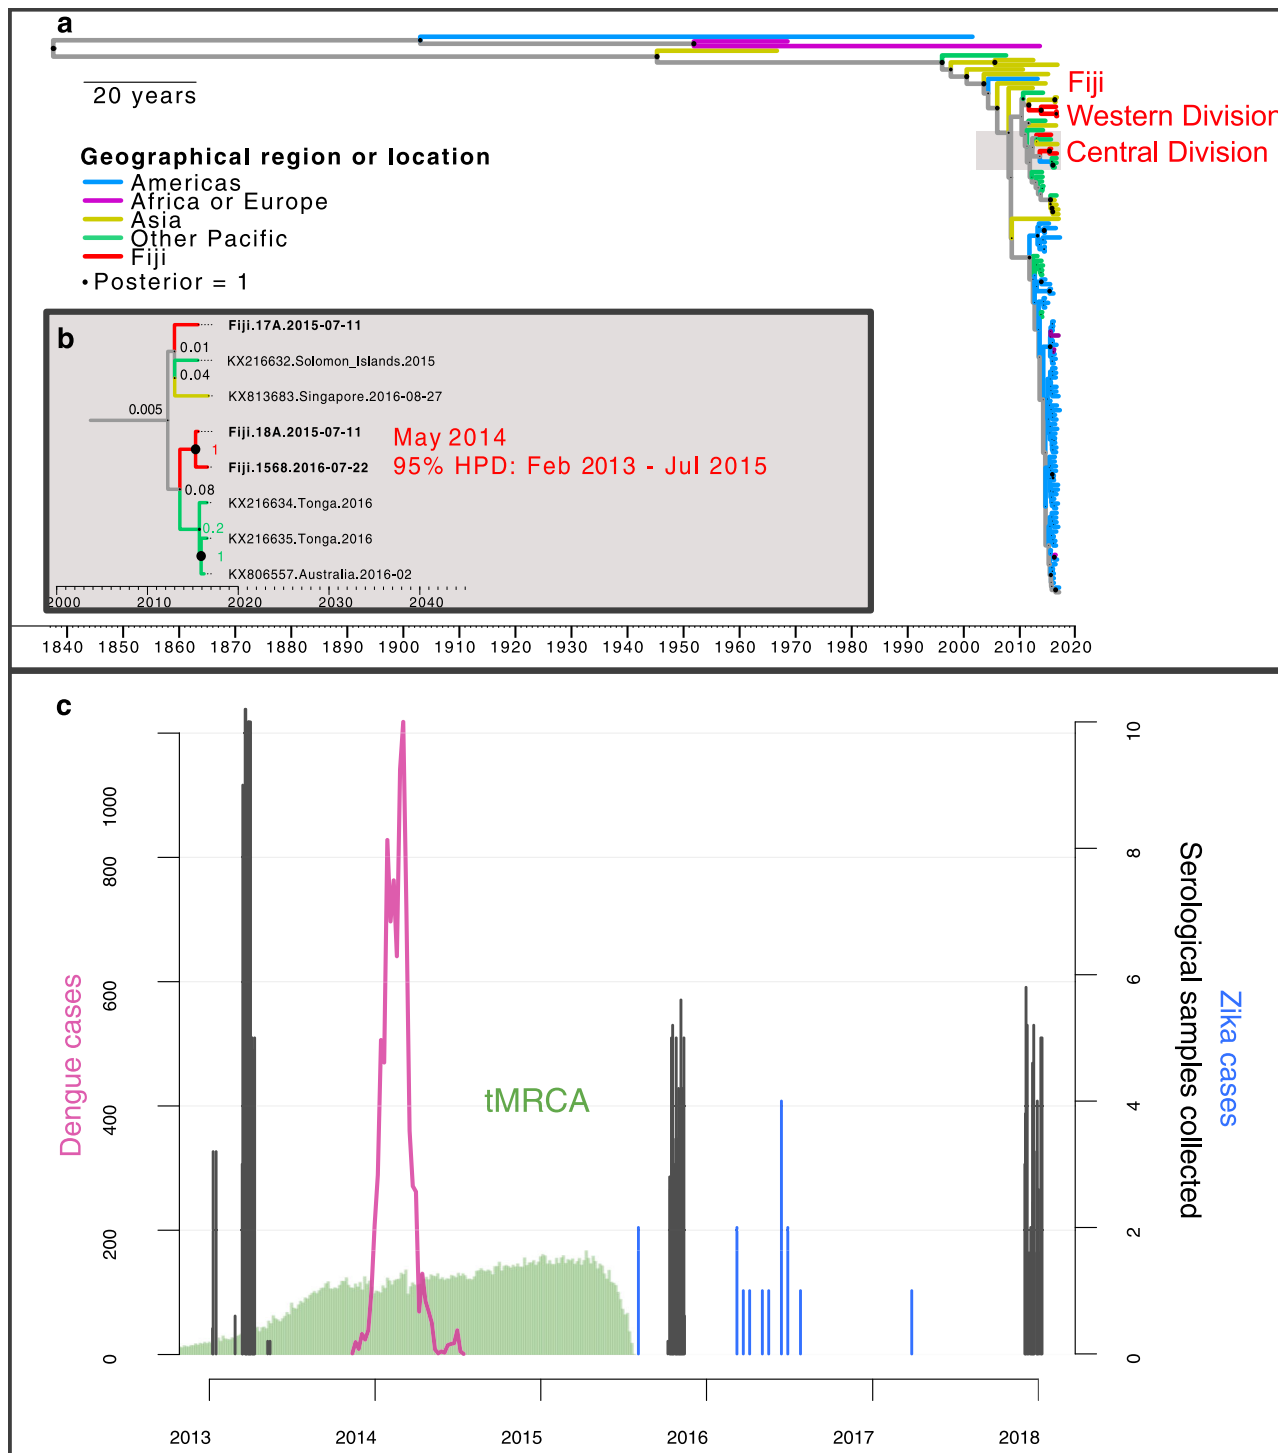 a
20 years
Geographical region or location
Americas
Africa or Europe
Asia
Other Pacific
Fiji
•Posterior = 1
Fiji
Western Division
Central Division
b
Fiji.17A.2015-07-11
0.01
KX216632.Solomon_Islands.2015
0.04
KX813683.Singapore.2016-08-27
0.005
Fiji.18A.2015-07-11
1
May 2014
Fiji.1568.2016-07-22
95% HPD: Feb 2013 - Jul 2015
0.08
KX216634.Tonga.2016
0.2
KX216635.Tonga.2016
1
KX806557.Australia.2016-02
2000 2010 2020 2030 2040
1840 1850 1860 1870 1880 1890 1900 1910 1920 1930 1940 1950 1960 1970 1980 1990 2000 2010 2020
c
Dengue cases
0 200 400 600 800 1000
tMRCA
0 2 4 6 8 10
Serological samples collected
Zika cases
2013 2014 2015 2016 2017 2018